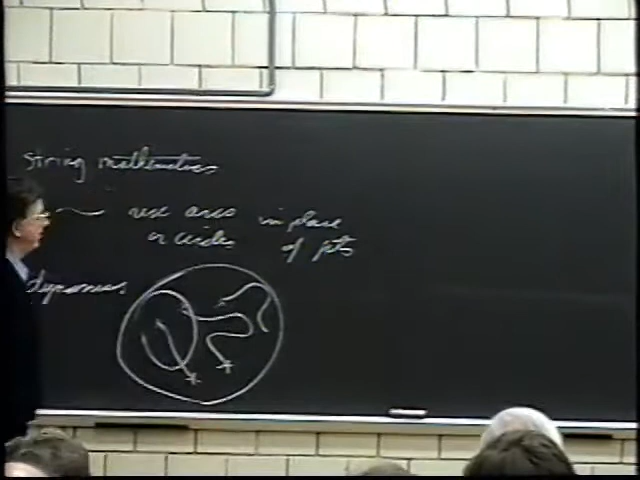 String mathematics
use arcs in place
or circles of pts
dynamics.